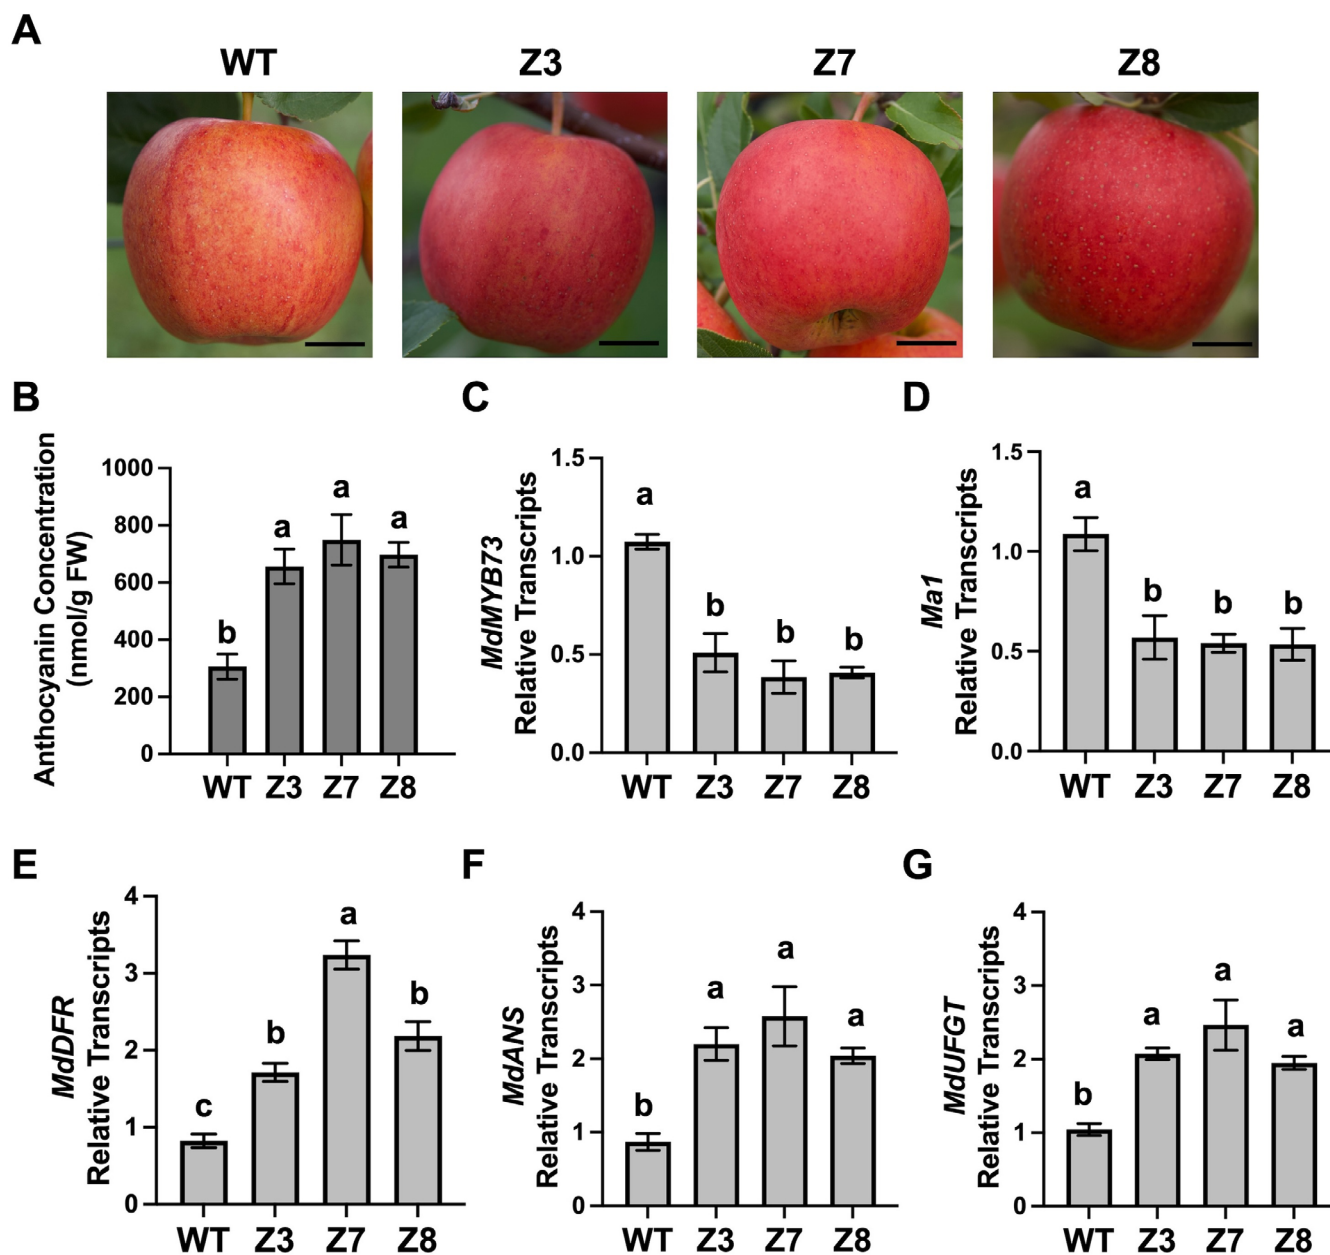 A
WT
Z3
Z7
Z8
B
Anthocyanin Concentration
(nmol/g FW)
1000
800
600
400
200
0
b
a
a
a
WT
Z3
Z7
Z8
C
MdMYB73
Relative Transcripts
1.5
1.0
0.5
0.0
a
b
b
b
WT
Z3
Z7
Z8
D
Ma1
Relative Transcripts
1.5
1.0
0.5
0.0
a
b
b
b
WT
Z3
Z7
Z8
E
MdDFR
Relative Transcripts
4
3
2
1
0
c
b
a
b
WT
Z3
Z7
Z8
F
MdANS
Relative Transcripts
4
3
2
1
0
b
a
a
a
WT
Z3
Z7
Z8
G
MdUFGT
Relative Transcripts
4
3
2
1
0
b
a
a
a
WT
Z3
Z7
Z8